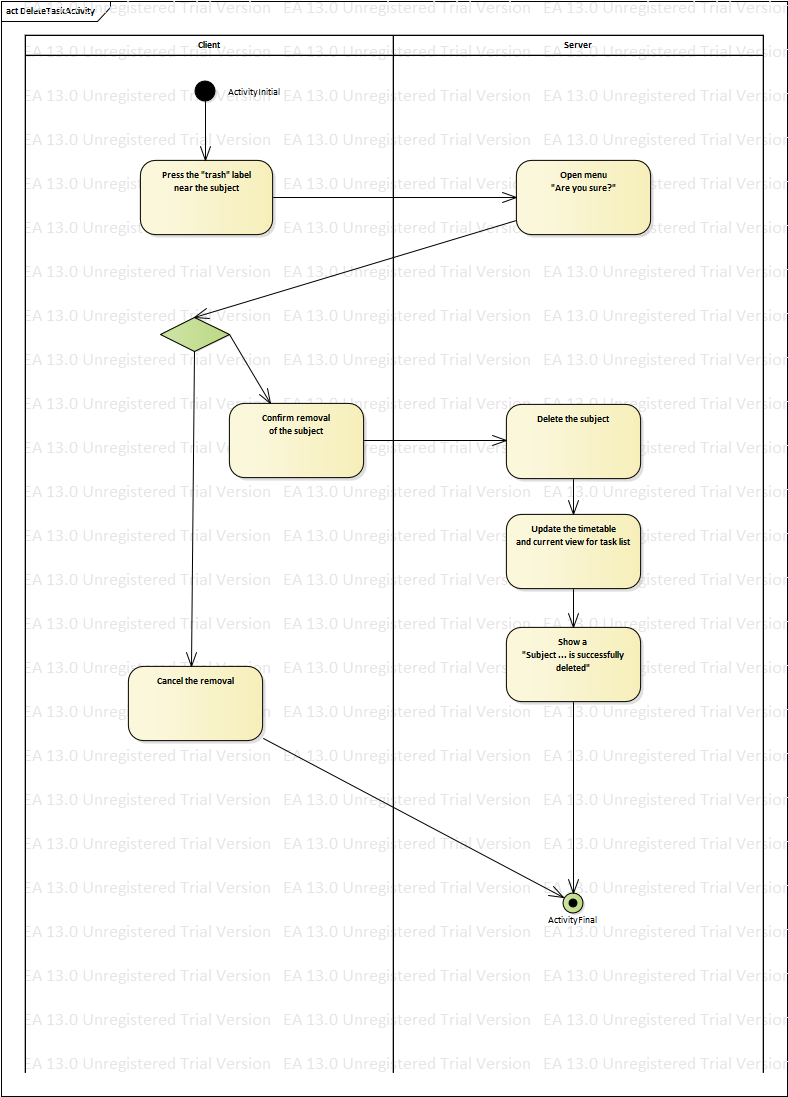 act DeleteTaskActivity
Client
Server
ActivityInitial
Press the "trash" label
near the subject
Open menu
"Are you sure?"
Confirm removal
of the subject
Delete the subject
Update the timetable
and current view for task list
Show a
"Subject ... is successfully
deleted"
Cancel the removal
ActivityFinal
EA 13.0 Unregistered Trial Version